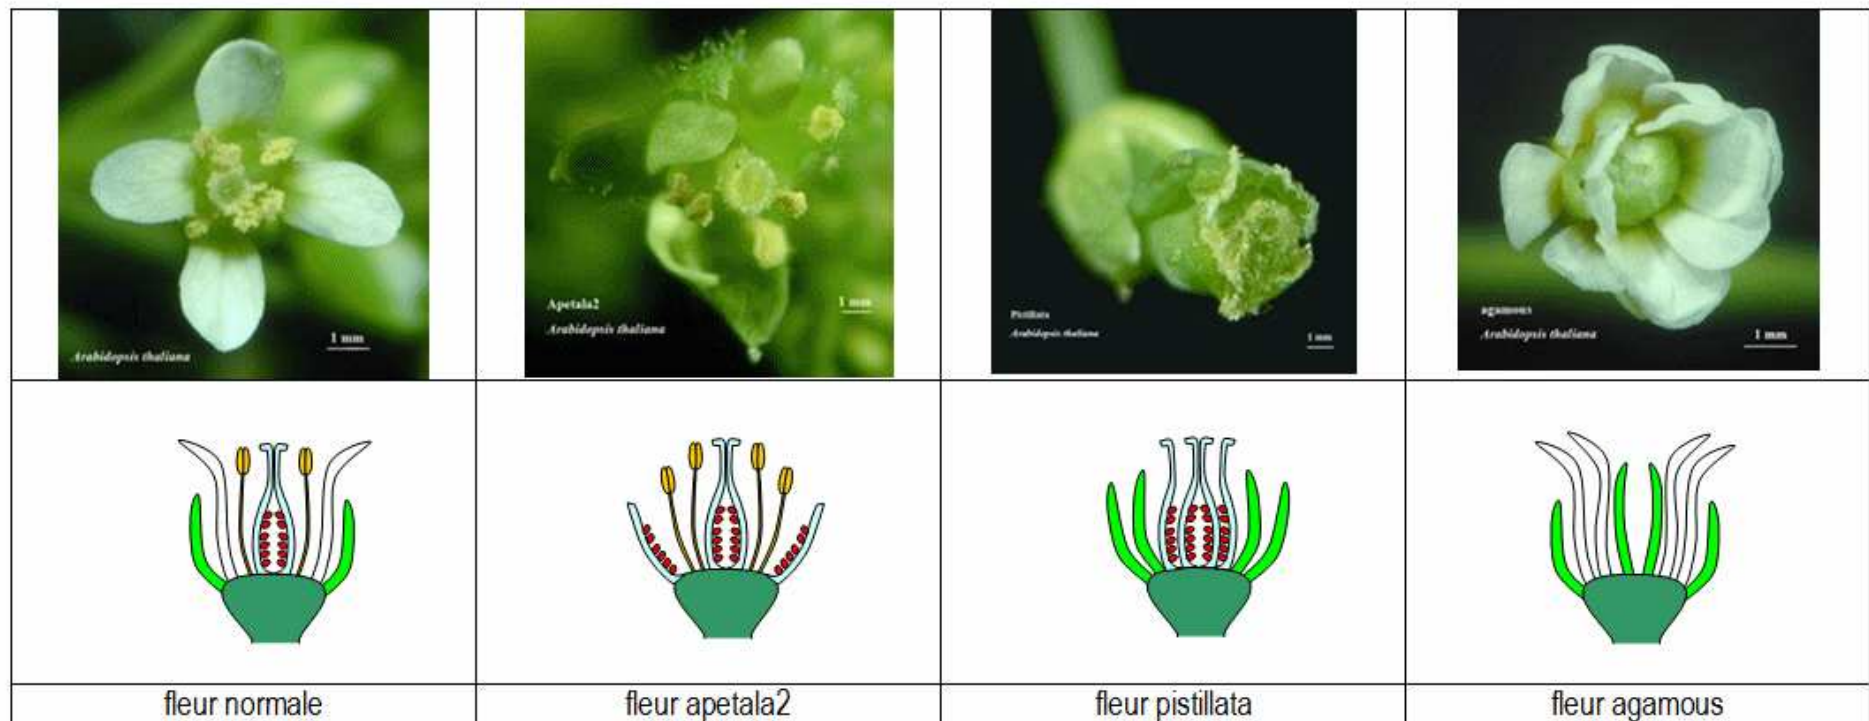 Arabidopsis thaliana
1 mm
Apetala2
Arabidopsis thaliana
1 mm
Pistillata
Arabidopsis thaliana
1 mm
agamous
Arabidopsis thaliana
1 mm
fleur normale
fleur apetala2
fleur pistillata
fleur agamous